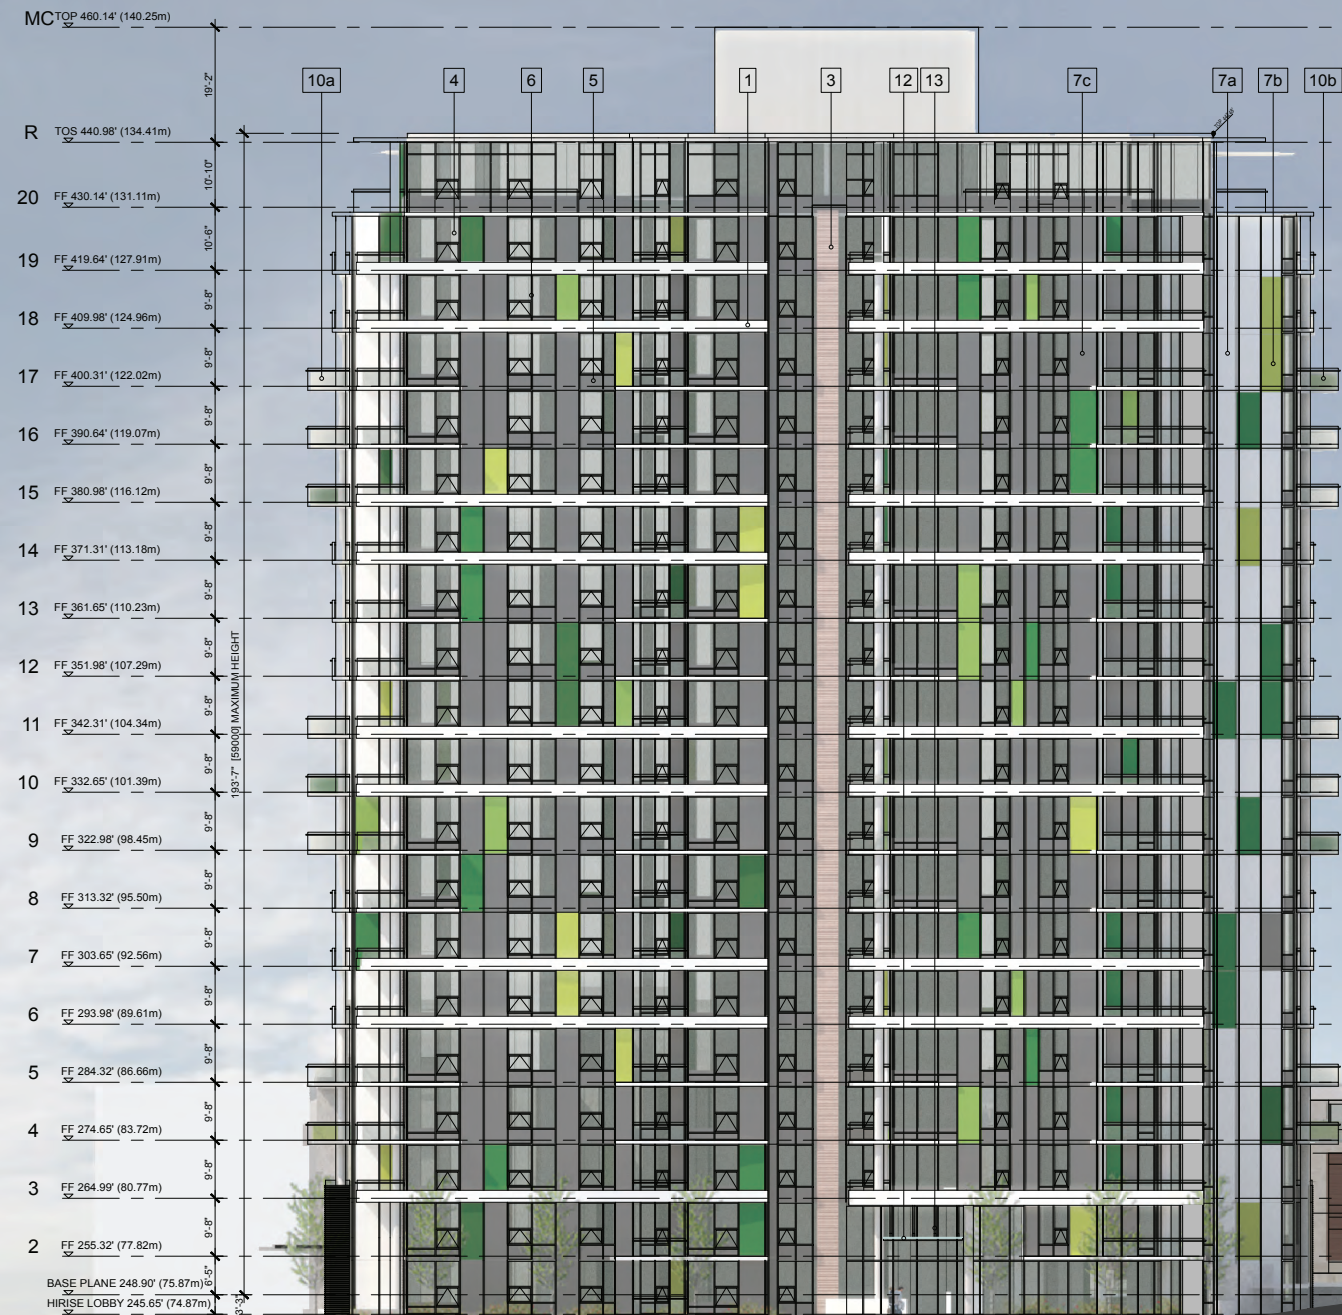 MC TOP 460.14' (140.25m)
19'-2"
10a 4 6 5 1 3 12 13 7c 7a 7b 10b
R TOS 440.98' (134.41m)
10'-10"
20 FF 430.14' (131.11m)
10'-6"
19 FF 419.64' (127.91m)
9'-8"
18 FF 409.98' (124.96m)
9'-8"
17 FF 400.31' (122.02m)
9'-8"
16 FF 390.64' (119.07m)
9'-8"
15 FF 380.98' (116.12m)
9'-8"
14 FF 371.31' (113.18m)
9'-8"
13 FF 361.65' (110.23m)
9'-8"
12 FF 351.98' (107.29m)
9'-8"
11 FF 342.31' (104.34m)
9'-8"
10 FF 332.65' (101.39m)
193'-7" [59000] MAXIMUM HEIGHT
9'-8"
9 FF 322.98' (98.45m)
9'-8"
8 FF 313.32' (95.50m)
9'-8"
7 FF 303.65' (92.56m)
9'-8"
6 FF 293.98' (89.61m)
9'-8"
5 FF 284.32' (86.66m)
9'-8"
4 FF 274.65' (83.72m)
9'-8"
3 FF 264.99' (80.77m)
9'-8"
2 FF 255.32' (77.82m)
6'-5"
BASE PLANE 248.90' (75.87m)
3'-3"
HIRISE LOBBY 245.65' (74.87m)